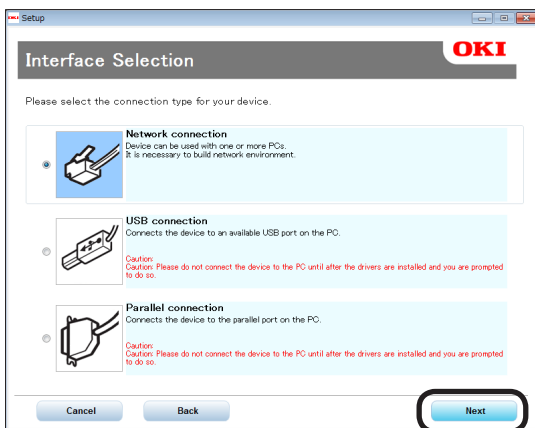 OKI Setup
OKI
Interface Selection
Please select the connection type for your device.
Network connection
Device can be used with one or more PCs.
It is necessary to build network environment.
USB connection
Connects the device to an available USB port on the PC.
Caution:
Caution: Please do not connect the device to the PC until after the drivers are installed and you are prompted
to do so.
Parallel connection
Connects the device to the parallel port on the PC.
Caution:
Caution: Please do not connect the device to the PC until after the drivers are installed and you are prompted
to do so.
Cancel
Back
Next